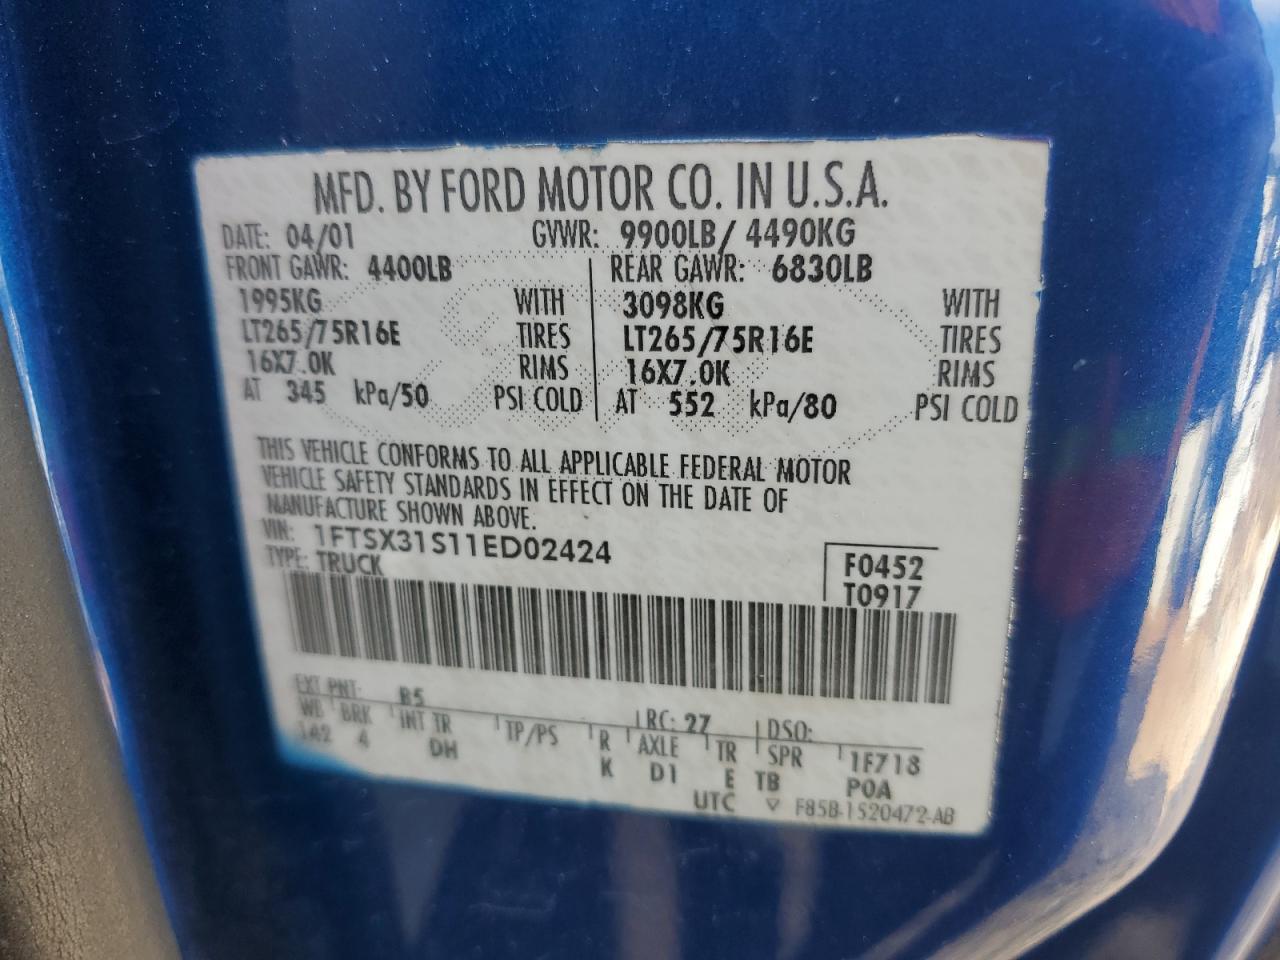 MFD. BY FORD MOTOR CO. IN U.S.A.
DATE: 04/01 GVWR: 9900LB/ 4490KG
FRONT GAWR: 4400LB REAR GAWR: 6830LB
1995KG WITH 3098KG WITH
LT265/75R16E TIRES LT265/75R16E TIRES
16X7.0K RIMS 16X7.0K RIMS
AT 345 kPa/50 PSI COLD AT 552 kPa/80 PSI COLD
THIS VEHICLE CONFORMS TO ALL APPLICABLE FEDERAL MOTOR
VEHICLE SAFETY STANDARDS IN EFFECT ON THE DATE OF
MANUFACTURE SHOWN ABOVE.
VIN: 1FTSX31S11ED02424
TYPE: TRUCK
F0452
T0917
EXT PNT: B5 RC: 27 DSO:
WB BRK INT TR TP/PS R AXLE TR SPR 1F718
142 4 DH K D1 E TB POA
UTC ▽ F85B-1520472-AB